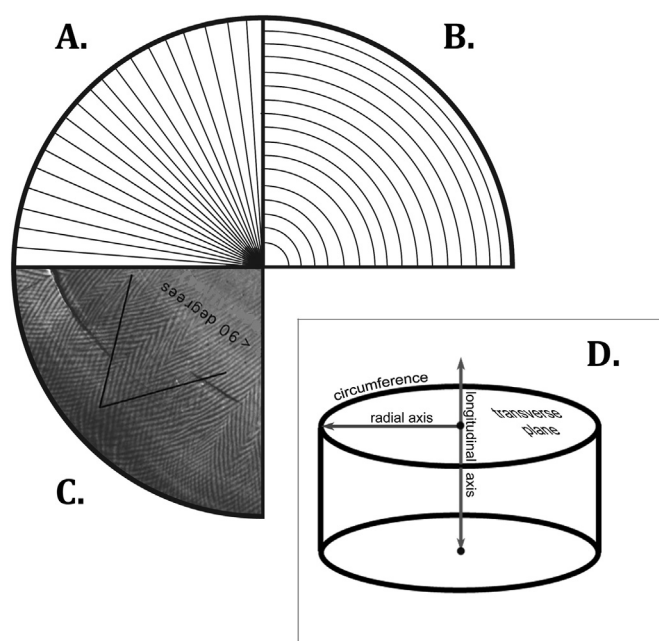 A.
B.
< 90 degrees
C.
D.
circumference
radial axis
longitudinal
axis
transverse
plane